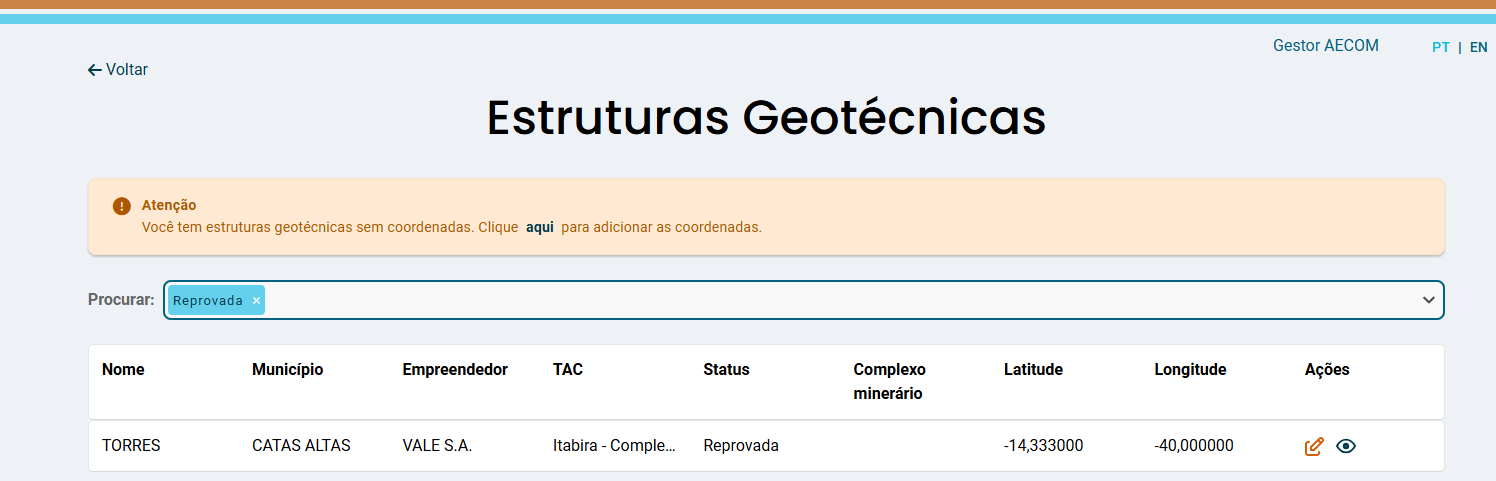 Gestor AECOM
PT | EN
Voltar
Estruturas Geotécnicas
Atenção
Você tem estruturas geotécnicas sem coordenadas. Clique aqui para adicionar as coordenadas.
Procurar: Reprovada ×
Nome Município Empreendedor TAC Status Complexo minerário Latitude Longitude Ações
TORRES CATAS ALTAS VALE S.A. Itabira - Comple... Reprovada -14,333000 -40,000000